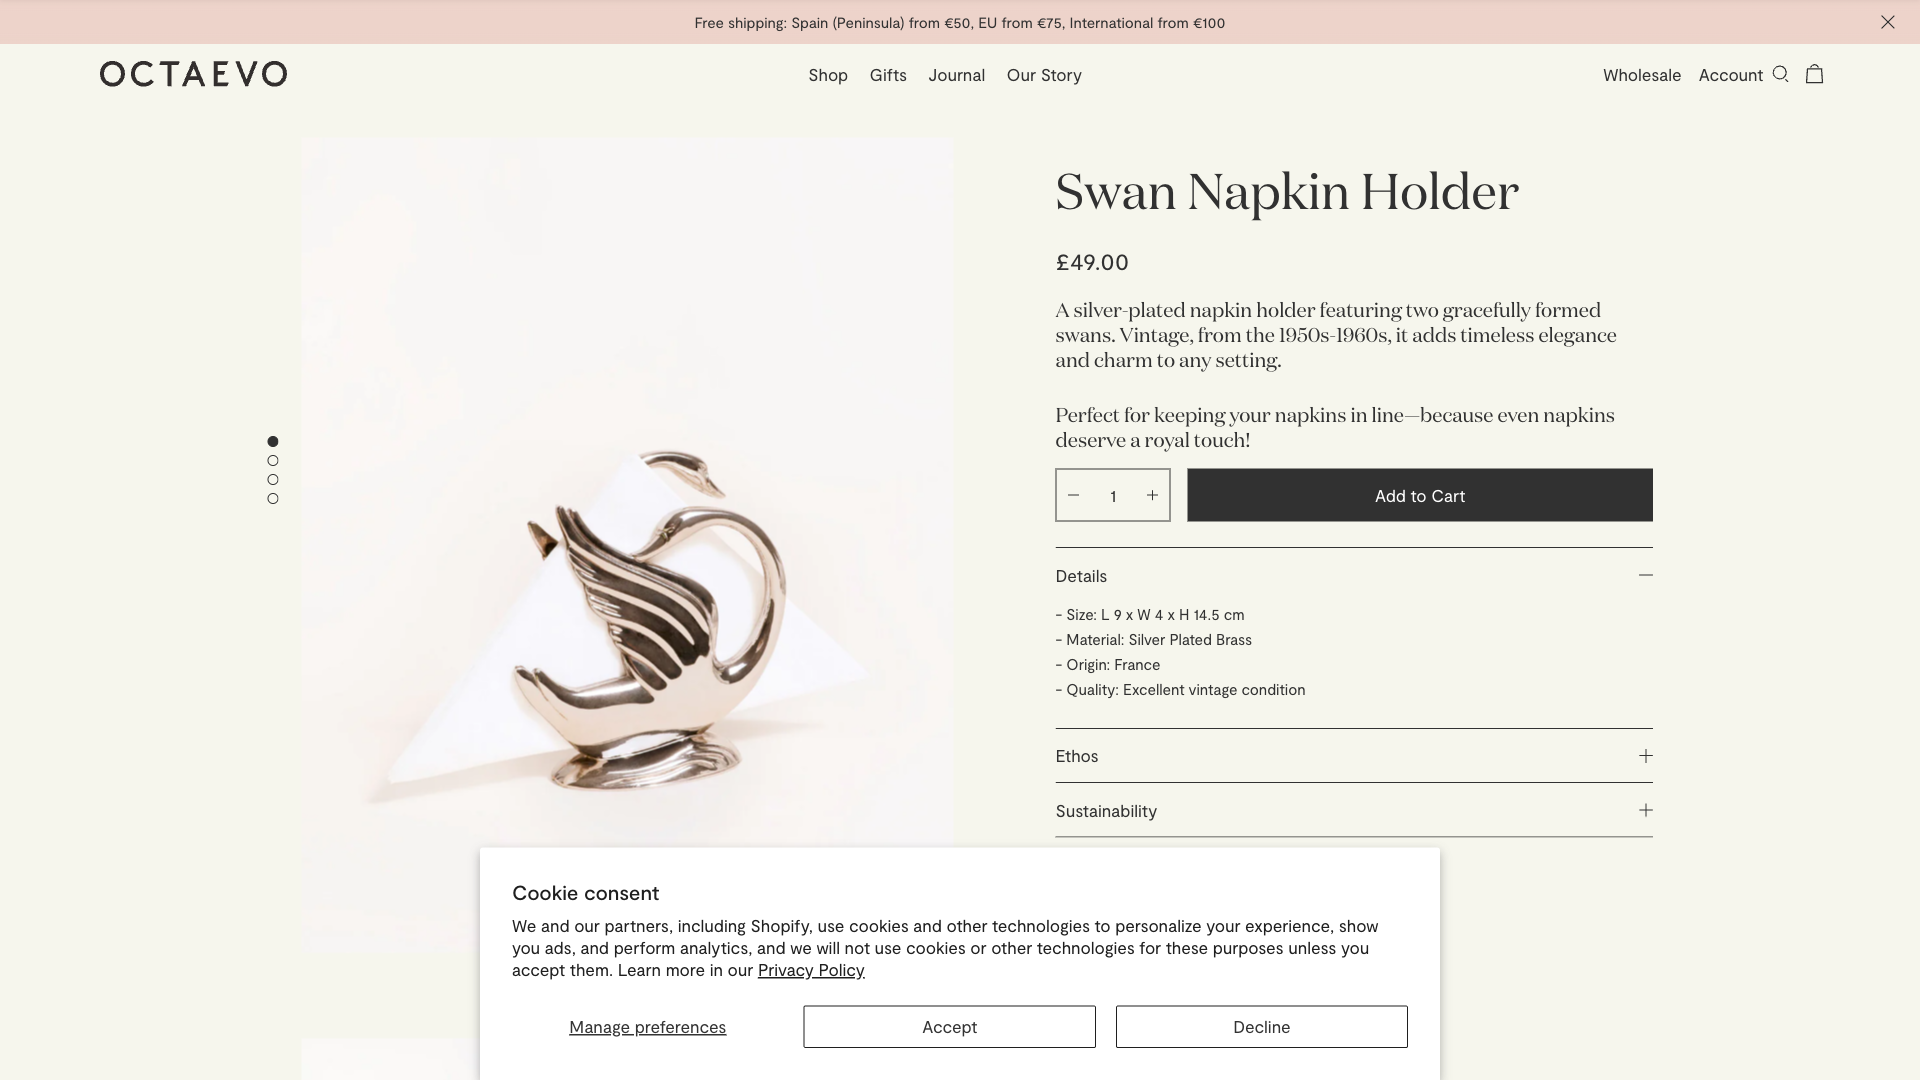 Free shipping: Spain (Peninsula) from €50, EU from €75, International from €100
OCTAEVO
Shop
Gifts
Journal
Our Story
Wholesale
Account
Swan Napkin Holder
£49.00
A silver-plated napkin holder featuring two gracefully formed
swans. Vintage, from the 1950s-1960s, it adds timeless elegance
and charm to any setting.
Perfect for keeping your napkins in line—because even napkins
deserve a royal touch!
1
Add to Cart
Details
- Size: L 9 x W 4 x H 14.5 cm
- Material: Silver Plated Brass
- Origin: France
- Quality: Excellent vintage condition
Ethos
Sustainability
Cookie consent
We and our partners, including Shopify, use cookies and other technologies to personalize your experience, show
you ads, and perform analytics, and we will not use cookies or other technologies for these purposes unless you
accept them. Learn more in our Privacy Policy
Manage preferences
Accept
Decline